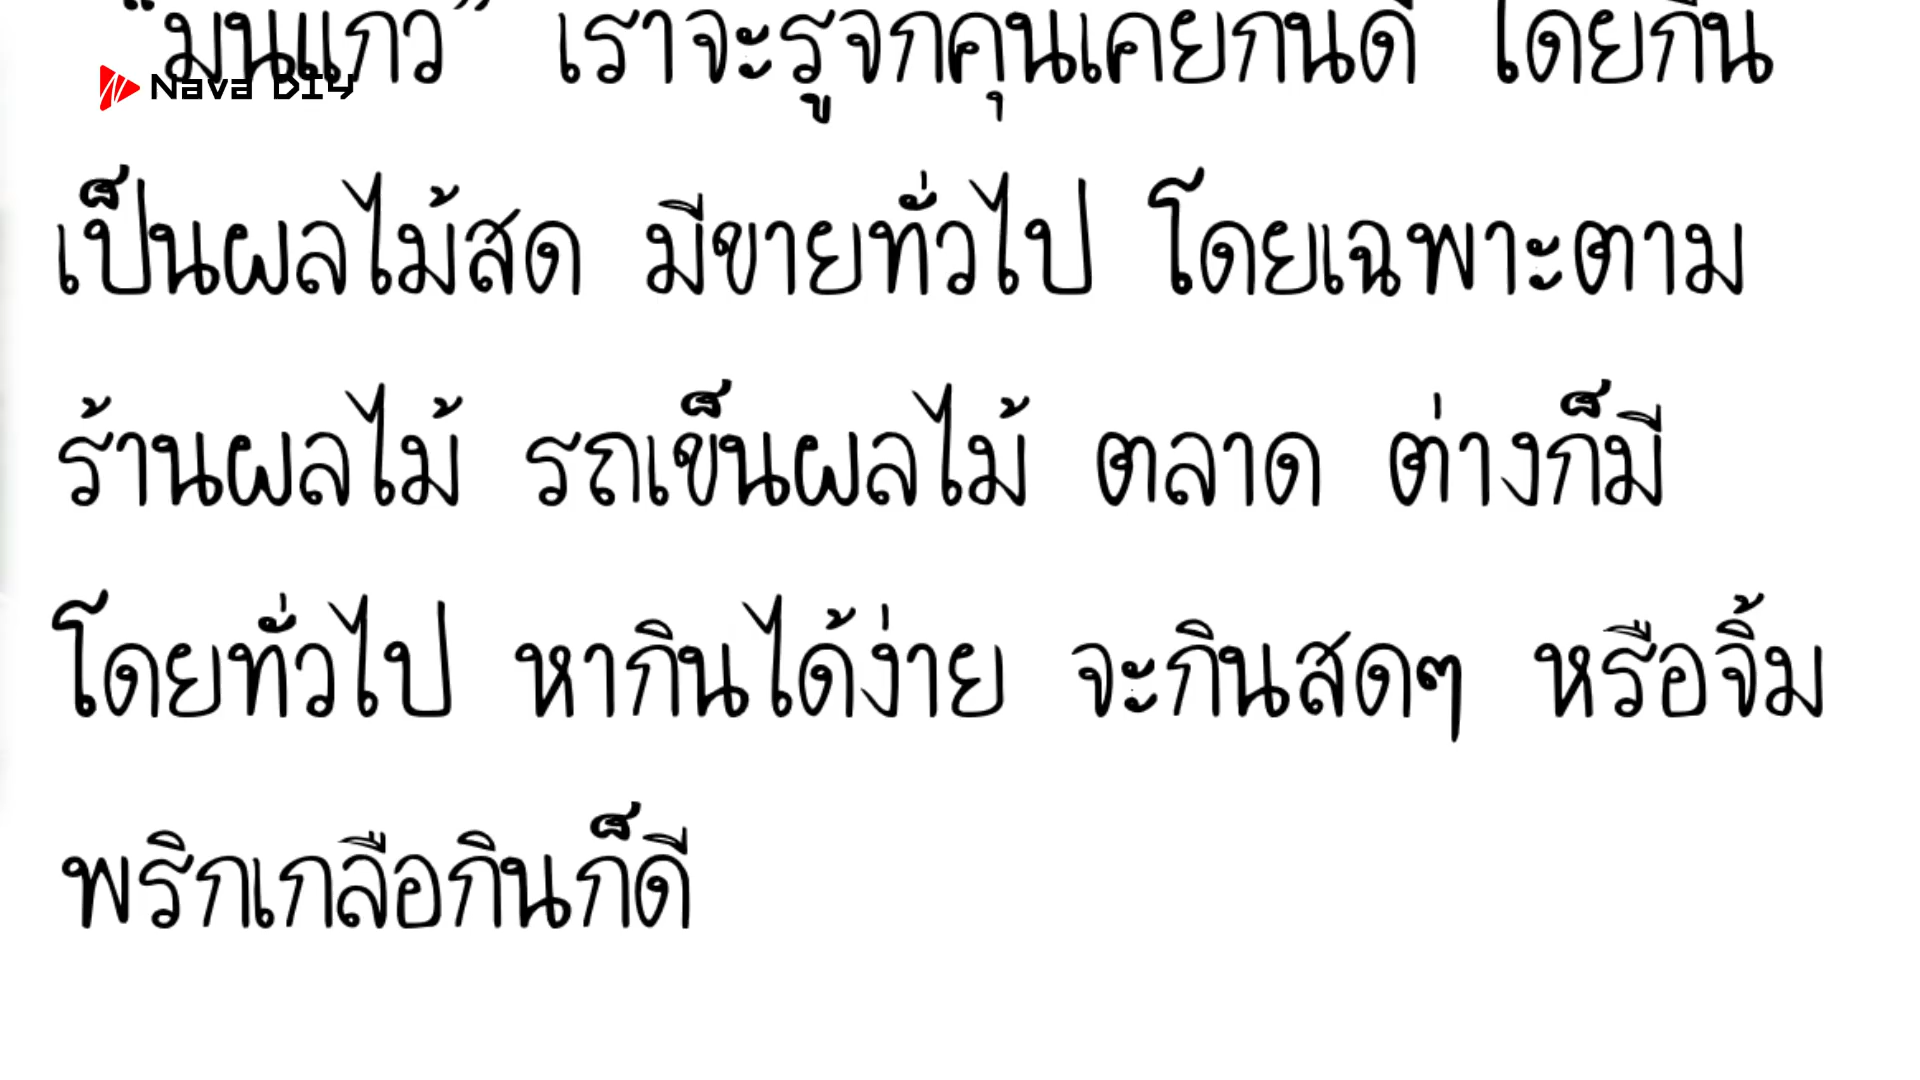 “มันแกว” เราจะรู้จักคุ้นเคยกันดี โดยกิน
Nava DIY
เป็นผลไม้สด มีขายทั่วไป โดยเฉพาะตาม
ร้านผลไม้ รถเข็นผลไม้ ตลาด ต่างก็มี
โดยทั่วไป หากินได้ง่าย จะกินสดๆ หรือจิ้ม
พริกเกลือกินก็ดี